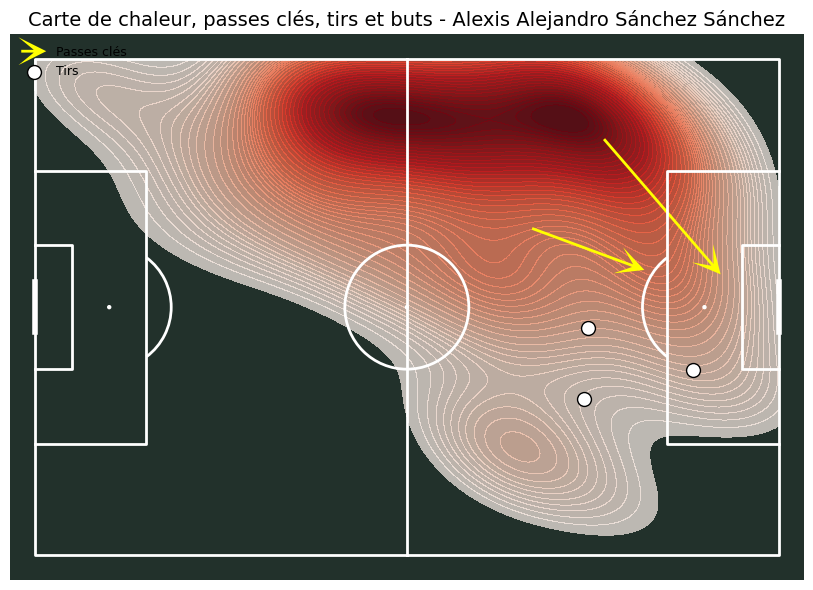 Carte de chaleur, passes clés, tirs et buts - Alexis Alejandro Sánchez Sánchez
Passes clés
Tirs